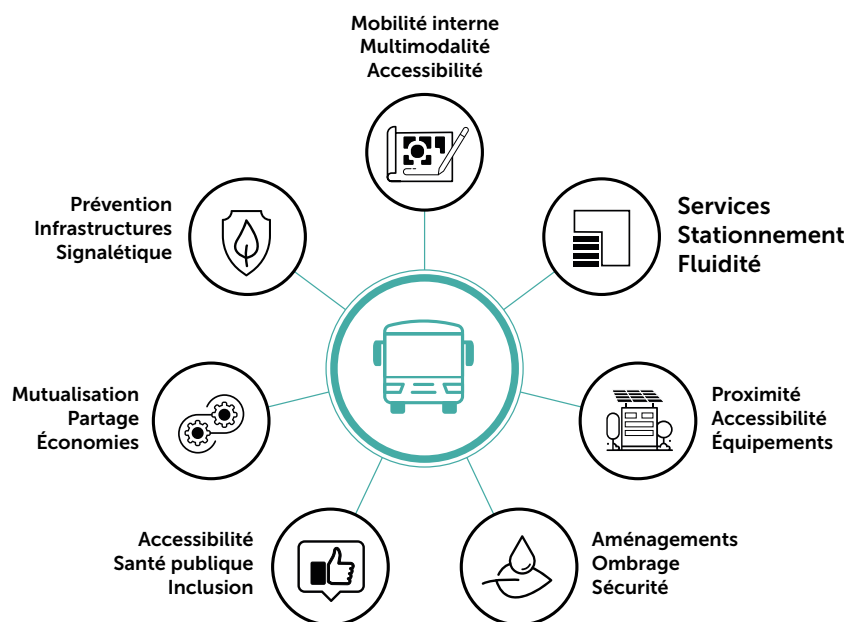 Mobilité interne
Multimodalité
Accessibilité
Prévention
Infrastructures
Signalétique
Services
Stationnement
Fluidité
Mutualisation
Partage
Économies
Proximité
Accessibilité
Équipements
Accessibilité
Santé publique
Inclusion
Aménagements
Ombrage
Sécurité